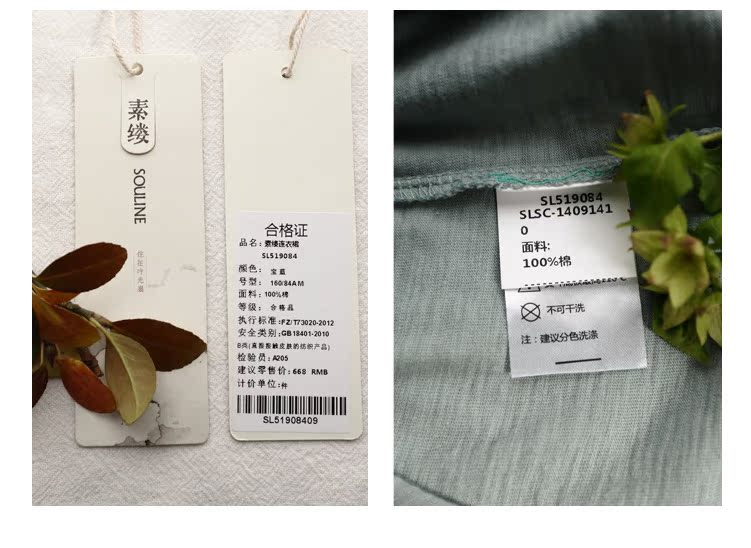 素缕
SOULINE
合格证
品名：素缕连衣裙
SL519084
颜色： 宝蓝
号型： 160/84AM
面料：100%棉
等级： 合格品
执行标准：FZ/T73020-2012
安全类别：GB18401-2010
B类(直接接触皮肤的纺织产品)
检验员：A205
建议零售价：668 RMB
计价单位：件
SL51908409
SL519084
SLSC-1409141
0
面料：
100%棉
不可干洗
注：建议分色洗涤